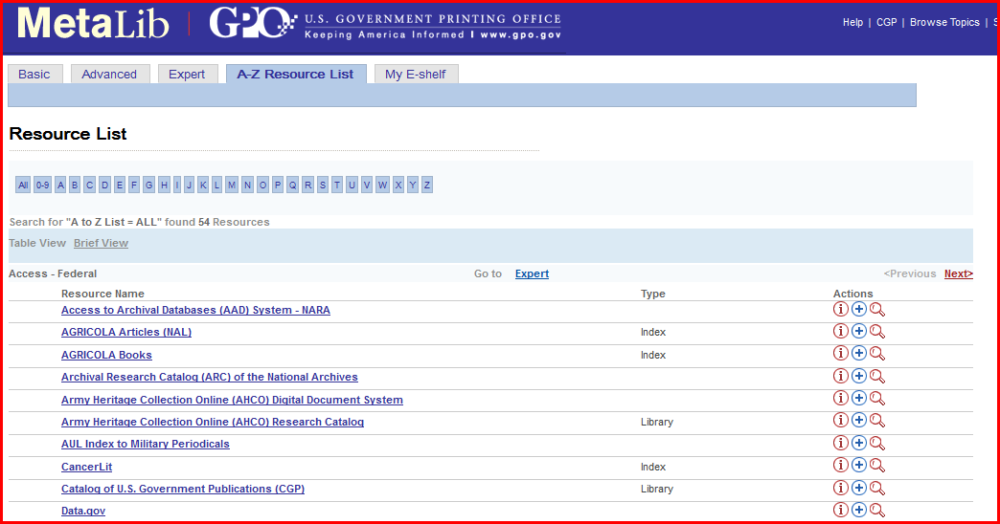 MetaLib | GPO U.S. GOVERNMENT PRINTING OFFICE
Keeping America Informed | www.gpo.gov
Help | CGP | Browse Topics |
Basic Advanced Expert A-Z Resource List My E-shelf
Resource List
All 0-9 A B C D E F G H I J K L M N O P Q R S T U V W X Y Z
Search for "A to Z List = ALL" found 54 Resources
Table View Brief View
Access - Federal Go to Expert <Previous Next>
Resource Name Type Actions
Access to Archival Databases (AAD) System - NARA
AGRICOLA Articles (NAL) Index
AGRICOLA Books Index
Archival Research Catalog (ARC) of the National Archives
Army Heritage Collection Online (AHCO) Digital Document System
Army Heritage Collection Online (AHCO) Research Catalog Library
AUL Index to Military Periodicals
CancerLit Index
Catalog of U.S. Government Publications (CGP) Library
Data.gov